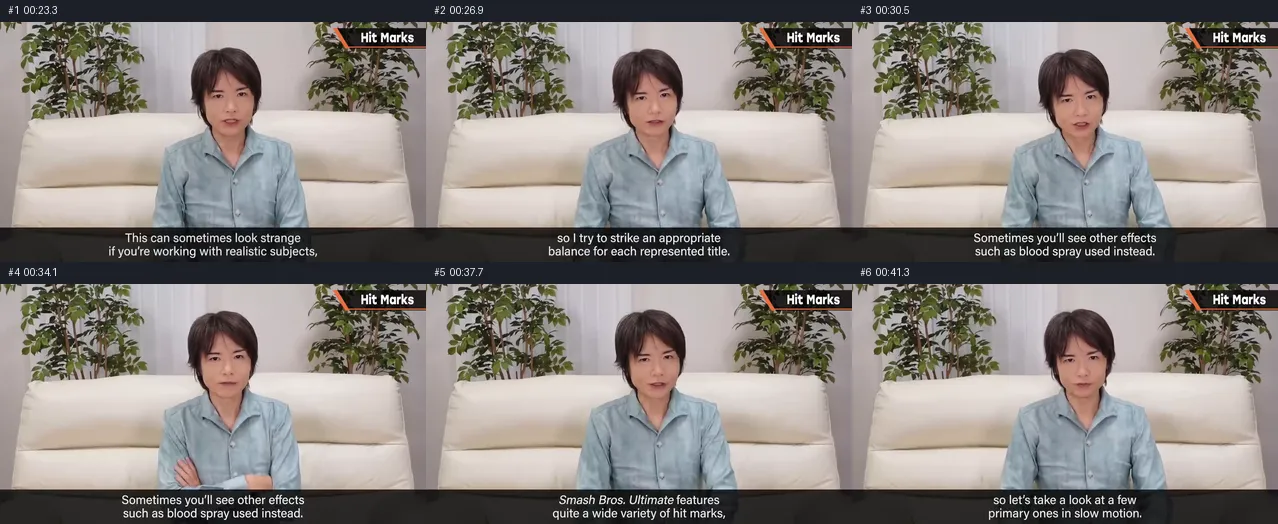 #1 00:23.3
Hit Marks
This can sometimes look strange
if you're working with realistic subjects,
#2 00:26.9
Hit Marks
so I try to strike an appropriate
balance for each represented title.
#3 00:30.5
Hit Marks
Sometimes you'll see other effects
such as blood spray used instead.
#4 00:34.1
Hit Marks
Sometimes you'll see other effects
such as blood spray used instead.
#5 00:37.7
Hit Marks
Smash Bros. Ultimate features
quite a wide variety of hit marks,
#6 00:41.3
Hit Marks
so let's take a look at a few
primary ones in slow motion.